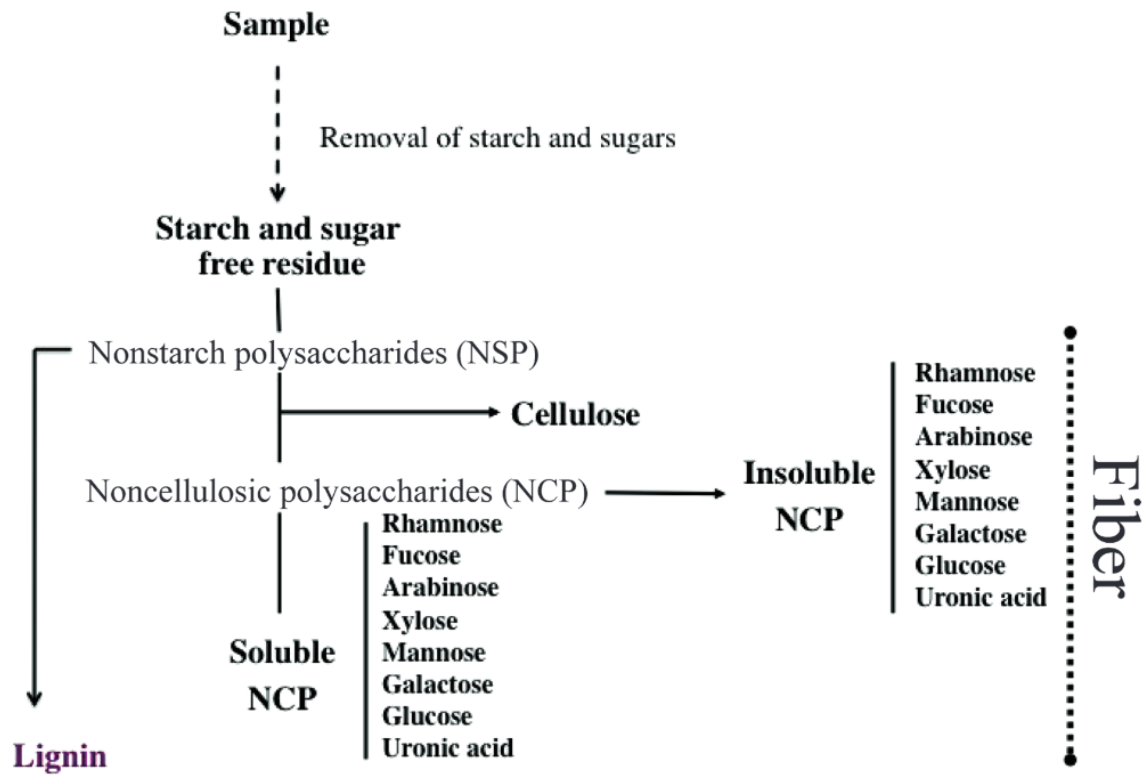 Sample
Removal of starch and sugars
Starch and sugar
free residue
Nonstarch polysaccharides (NSP)
Cellulose
Noncellulosic polysaccharides (NCP)
Rhamnose
Fucose
Arabinose
Xylose
Mannose
Galactose
Glucose
Uronic acid
Soluble
NCP
Lignin
Insoluble
NCP
Rhamnose
Fucose
Arabinose
Xylose
Mannose
Galactose
Glucose
Uronic acid
Fiber